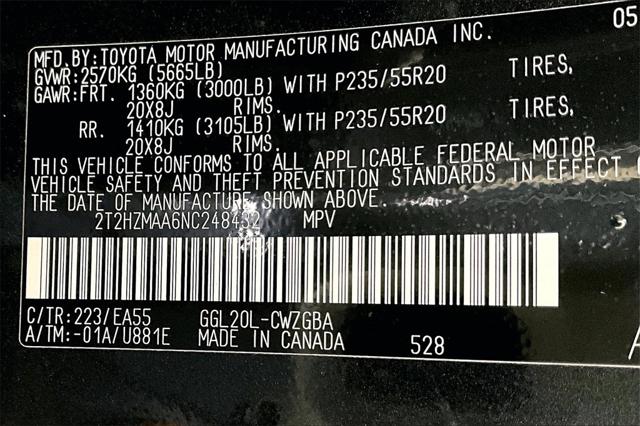 05
MFD.BY:TOYOTA MOTOR MANUFACTURING CANADA INC.
GVWR:2570KG (5665LB)
GAWR:FRT. 1360KG (3000LB) WITH P235/55R20 TIRES,
20X8J RIMS.
RR. 1410KG (3105LB) WITH P235/55R20 TIRES,
20X8J RIMS.
THIS VEHICLE CONFORMS TO ALL APPLICABLE FEDERAL MOTOR
VEHICLE SAFETY AND THEFT PREVENTION STANDARDS IN EFFECT
THE DATE OF MANUFACTURE SHOWN ABOVE.
2T2HZMAA6NC248432 MPV
C/TR:223/EA55 GGL20L-CWZGBA
A/TM:-01A/U881E MADE IN CANADA 528